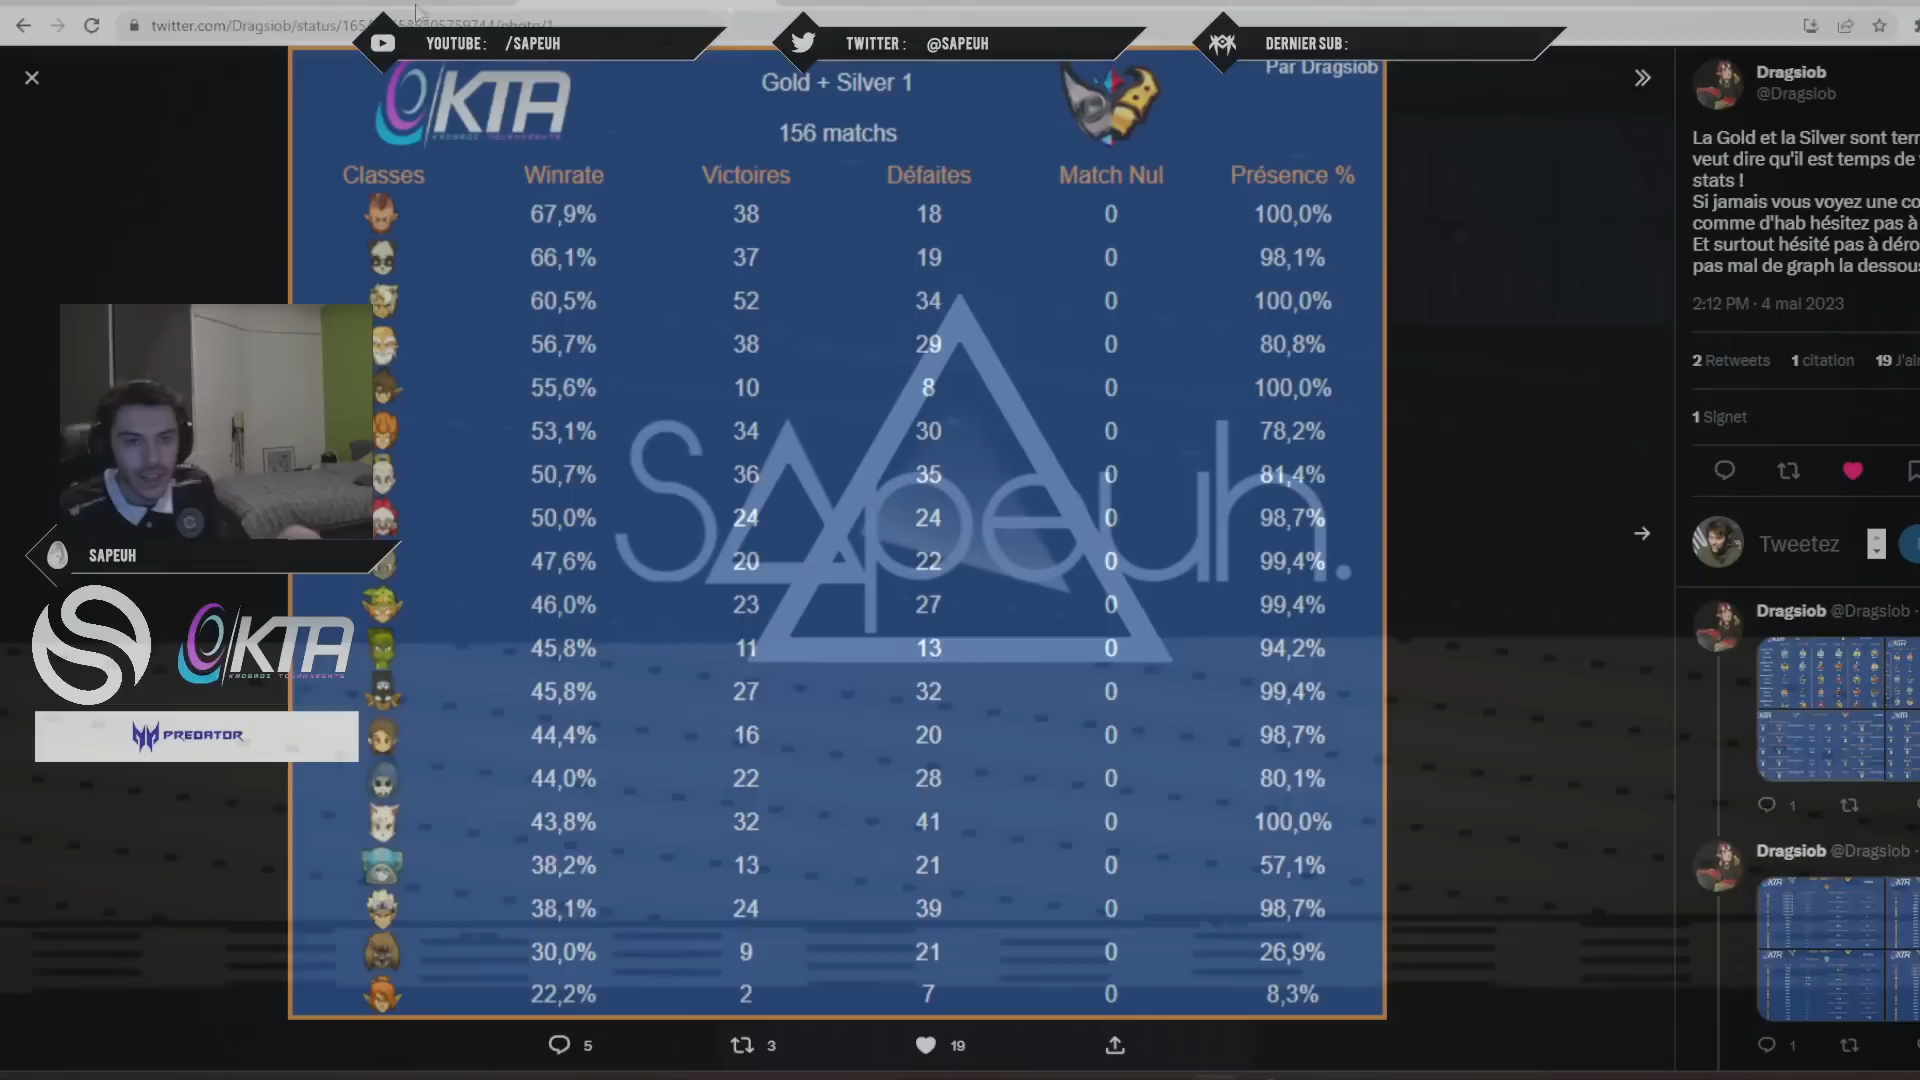 YOUTUBE : /SAPEUH
TWITTER : @SAPEUH
DERNIER SUB :
KTA
KROSMOZ TOURNAMENTS
Gold + Silver 1
156 matchs
Par Dragsiob
Classes Winrate Victoires Défaites Match Nul Présence %
67,9% 38 18 0 100,0%
66,1% 37 19 0 98,1%
60,5% 52 34 0 100,0%
56,7% 38 29 0 80,8%
55,6% 10 8 0 100,0%
53,1% 34 30 0 78,2%
50,7% 36 35 0 81,4%
50,0% 24 24 0 98,7%
47,6% 20 22 0 99,4%
46,0% 23 27 0 99,4%
45,8% 11 13 0 94,2%
45,8% 27 32 0 99,4%
44,4% 16 20 0 98,7%
44,0% 22 28 0 80,1%
43,8% 32 41 0 100,0%
38,2% 13 21 0 57,1%
38,1% 24 39 0 98,7%
30,0% 9 21 0 26,9%
22,2% 2 7 0 8,3%
Sapeuh.
SAPEUH
KTA
KROSMOZ TOURNAMENTS
PREDATOR
5 3 19
Dragsiob
@Dragsiob
La Gold et la Silver sont terr
veut dire qu'il est temps de
stats !
Si jamais vous voyez une co
comme d'hab hésitez pas à
Et surtout hésité pas à déro
pas mal de graph la dessous
2:12 PM · 4 mai 2023
2 Retweets 1 citation 19 J'ai
1 Signet
Tweetez
Dragsiob @Dragsiob ·
1
Dragsiob @Dragsiob ·
1